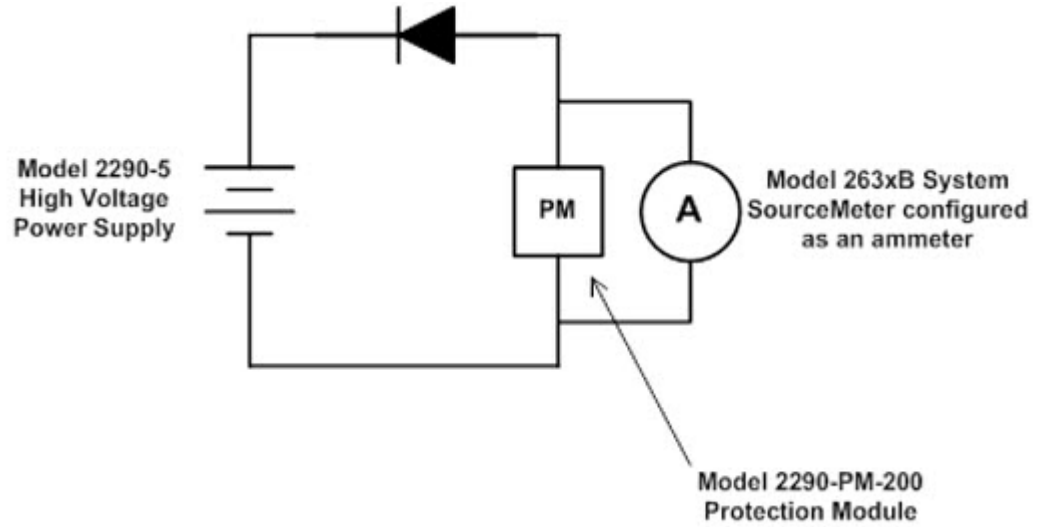 Model 2290-5
High Voltage
Power Supply
PM
A
Model 263xB System
SourceMeter configured
as an ammeter
Model 2290-PM-200
Protection Module